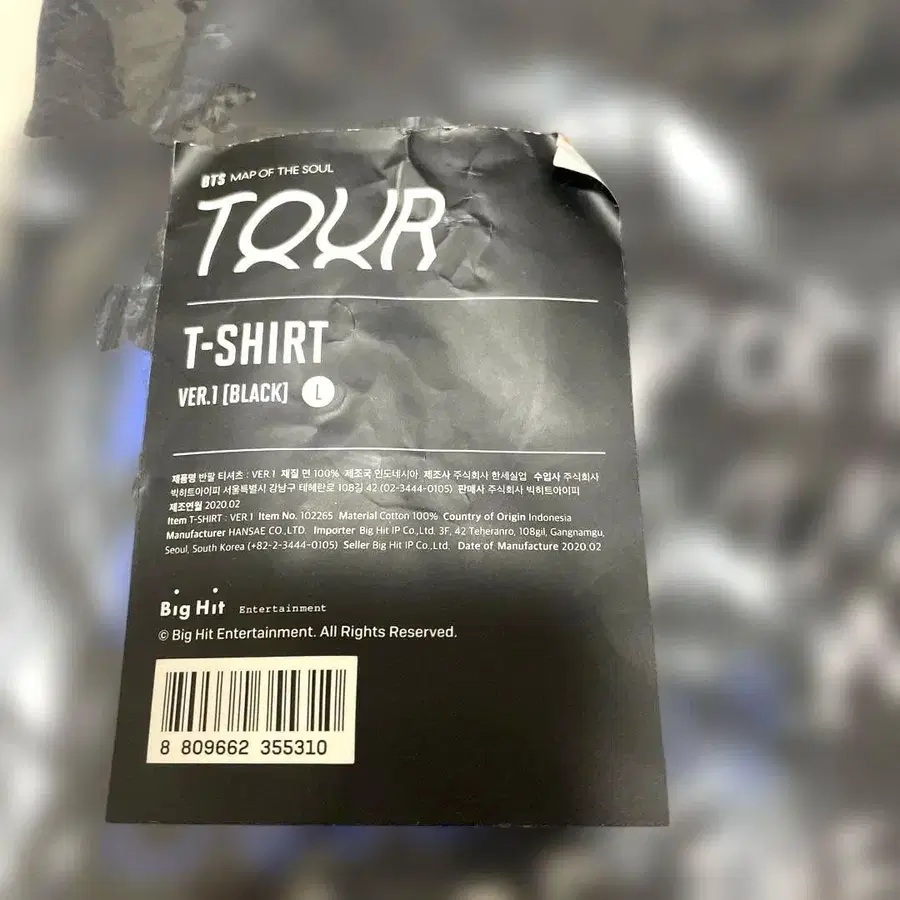 BTS MAP OF THE SOUL
TOUR
T-SHIRT
VER.1 [BLACK] L
제품명 반팔 티셔츠 : VER.1 재질 면 100% 제조국 인도네시아 제조사 주식회사 한세실업 수입사 주식회사
빅히트아이피 서울특별시 강남구 테헤란로 108길 42 (02-3444-0105) 판매사 주식회사 빅히트아이피
제조연월 2020.02
Item T-SHIRT : VER.1 Item No. 102265 Material Cotton 100% Country of Origin Indonesia
Manufacturer HANSAE CO.,LTD. Importer Big Hit IP Co.,Ltd. 3F, 42 Teheranro, 108gil, Gangnamgu,
Seoul, South Korea (+82-2-3444-0105) Seller Big Hit IP Co.,Ltd. Date of Manufacture 2020.02
Big Hit Entertainment
© Big Hit Entertainment. All Rights Reserved.
8 809662 355310